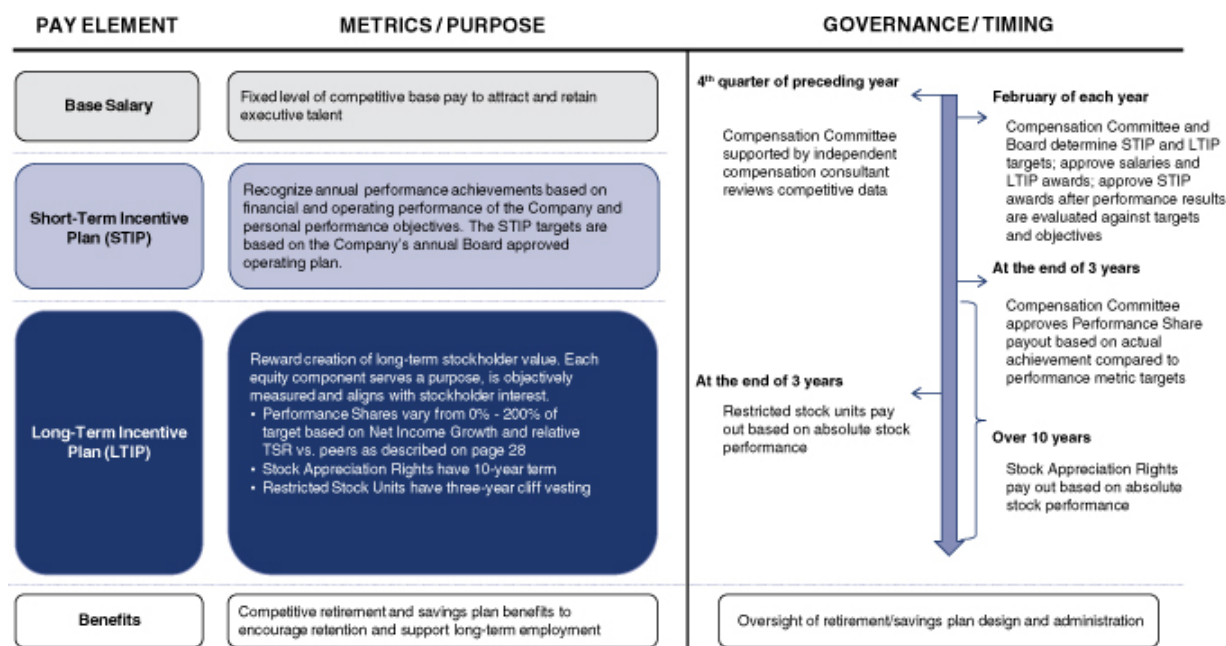 PAY ELEMENT
METRICS / PURPOSE
GOVERNANCE / TIMING
Base Salary
Fixed level of competitive base pay to attract and retain
executive talent
Short-Term Incentive
Plan (STIP)
Recognize annual performance achievements based on
financial and operating performance of the Company and
personal performance objectives. The STIP targets are
based on the Company's annual Board approved
operating plan.
Long-Term Incentive
Plan (LTIP)
Reward creation of long-term stockholder value. Each
equity component serves a purpose, is objectively
measured and aligns with stockholder interest.
• Performance Shares vary from 0% - 200% of
target based on Net Income Growth and relative
TSR vs. peers as described on page 28
• Stock Appreciation Rights have 10-year term
• Restricted Stock Units have three-year cliff vesting
4th quarter of preceding year
Compensation Committee
supported by independent
compensation consultant
reviews competitive data
February of each year
Compensation Committee and
Board determine STIP and LTIP
targets; approve salaries and
LTIP awards; approve STIP
awards after performance results
are evaluated against targets
and objectives
At the end of 3 years
Compensation Committee
approves Performance Share
payout based on actual
achievement compared to
performance metric targets
At the end of 3 years
Restricted stock units pay
out based on absolute stock
performance
Over 10 years
Stock Appreciation Rights
pay out based on absolute
stock performance
Benefits
Competitive retirement and savings plan benefits to
encourage retention and support long-term employment
Oversight of retirement/savings plan design and administration